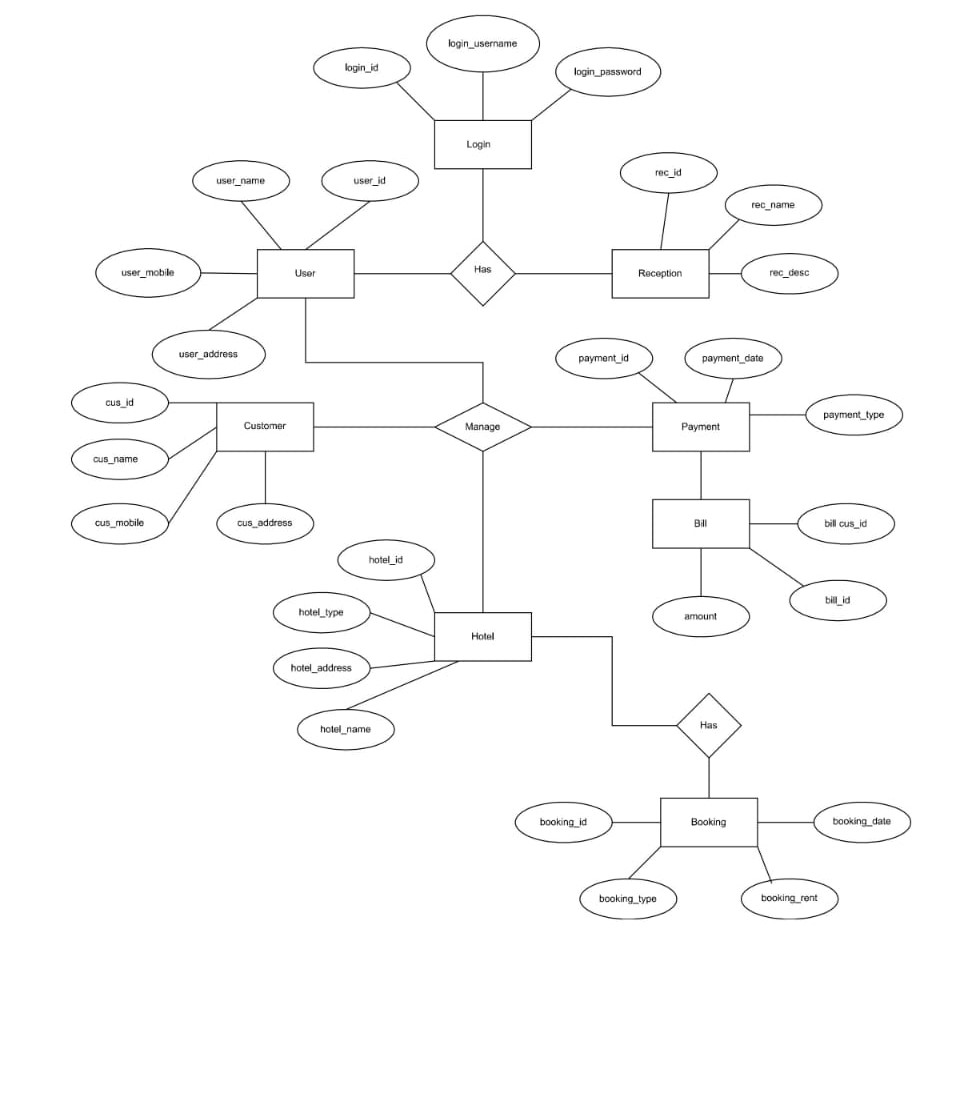 login_username
login_id
login_password
Login
rec_id
user_name
user_id
rec_name
user_mobile
User
Has
Reception
rec_desc
user_address
payment_id
payment_date
cus_id
payment_type
Customer
Manage
Payment
cus_name
cus_mobile
cus_address
Bill
bill cus_id
hotel_id
bill_id
hotel_type
amount
Hotel
hotel_address
hotel_name
Has
booking_id
Booking
booking_date
booking_type
booking_rent